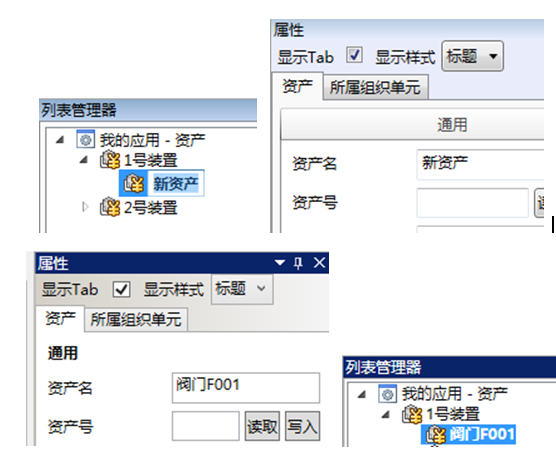 属性
显示Tab 显示样式 标题
资产 所属组织单元
通用
资产名 新资产
资产号
列表管理器
我的应用 - 资产
1号装置
新资产
2号装置
属性
显示Tab 显示样式 标题
资产 所属组织单元
通用
资产名 阀门F001
资产号 读取 写入
列表管理器
我的应用 - 资产
1号装置
阀门F001